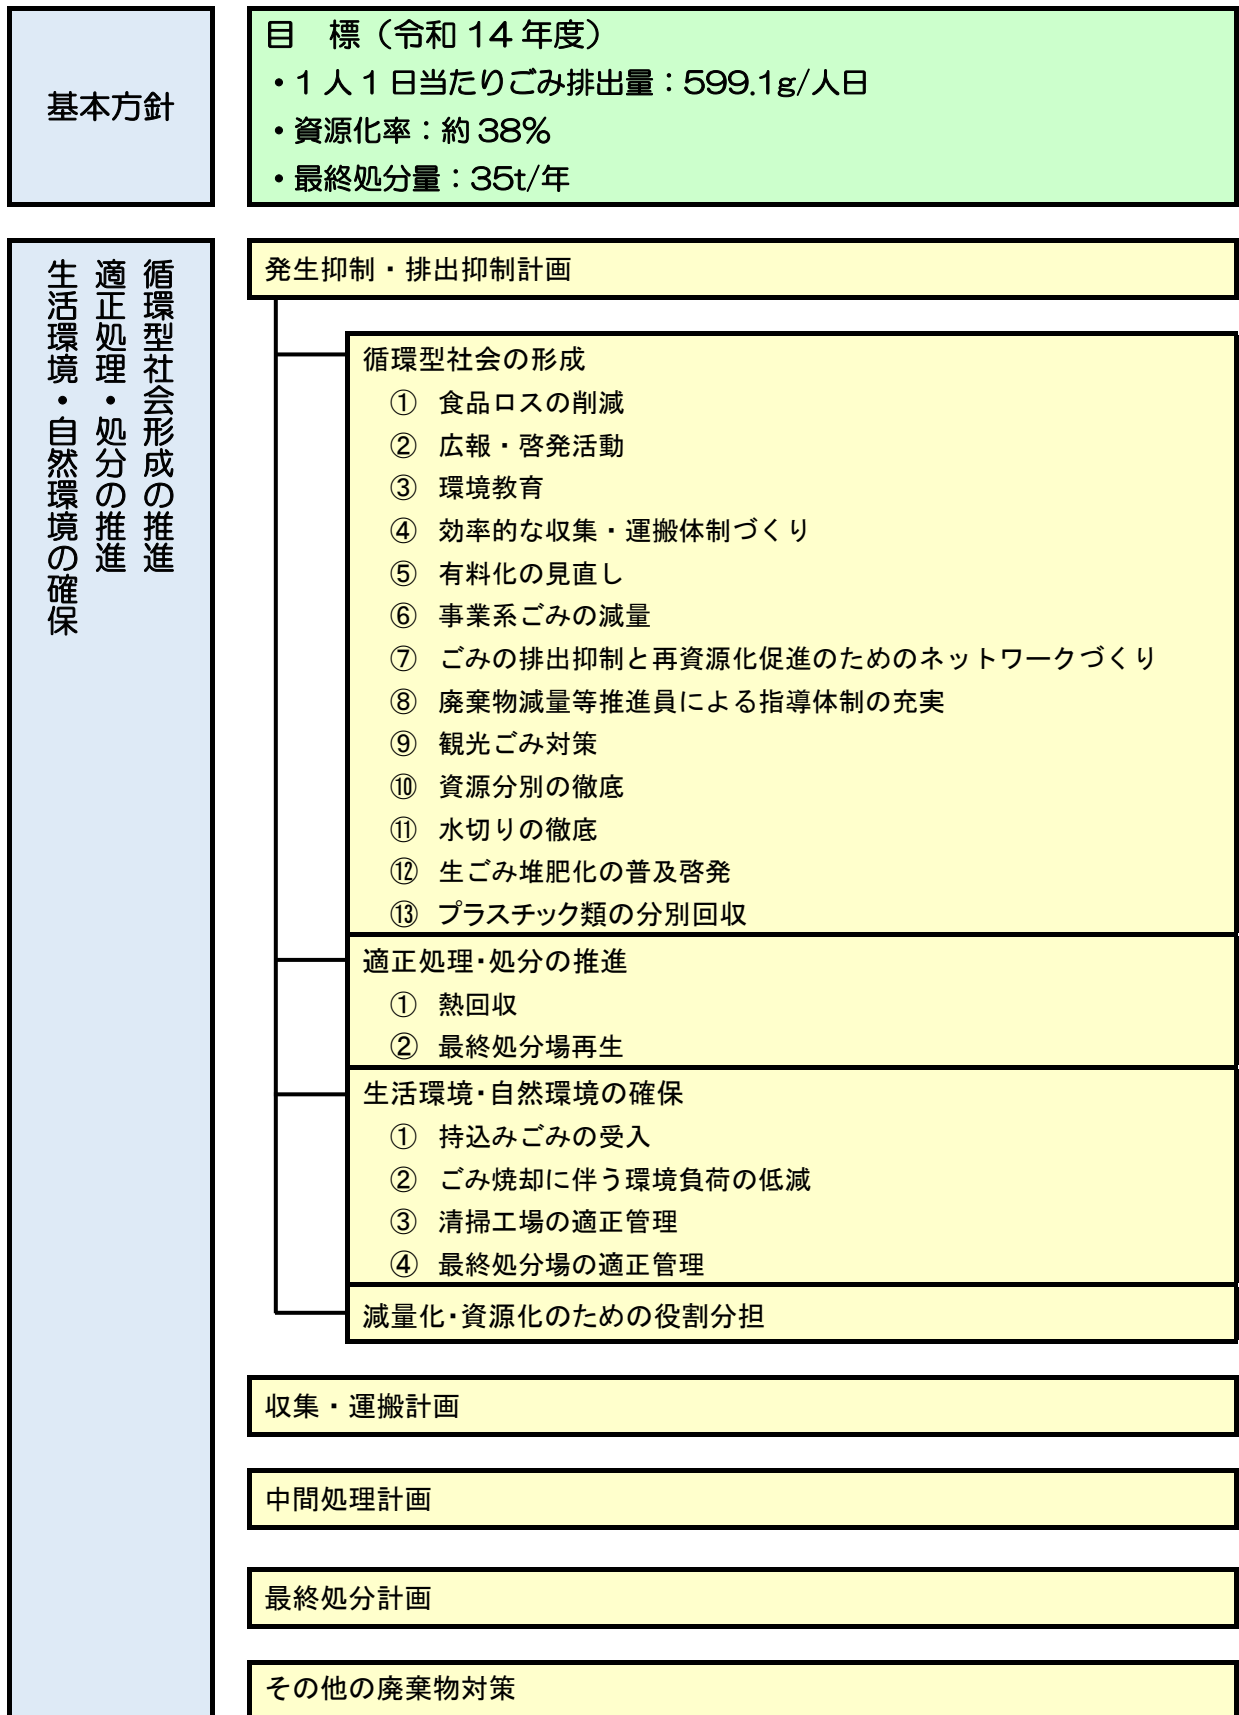 基本方針
目　標（令和 14 年度）
・1 人 1 日当たりごみ排出量：599.1g/人日
・資源化率：約 38%
・最終処分量：35t/年
循環型社会形成の推進
適正処理・処分の推進
生活環境・自然環境の確保
発生抑制・排出抑制計画
循環型社会の形成
① 食品ロスの削減
② 広報・啓発活動
③ 環境教育
④ 効率的な収集・運搬体制づくり
⑤ 有料化の見直し
⑥ 事業系ごみの減量
⑦ ごみの排出抑制と再資源化促進のためのネットワークづくり
⑧ 廃棄物減量等推進員による指導体制の充実
⑨ 観光ごみ対策
⑩ 資源分別の徹底
⑪ 水切りの徹底
⑫ 生ごみ堆肥化の普及啓発
⑬ プラスチック類の分別回収
適正処理・処分の推進
① 熱回収
② 最終処分場再生
生活環境・自然環境の確保
① 持込みごみの受入
② ごみ焼却に伴う環境負荷の低減
③ 清掃工場の適正管理
④ 最終処分場の適正管理
減量化・資源化のための役割分担
収集・運搬計画
中間処理計画
最終処分計画
その他の廃棄物対策